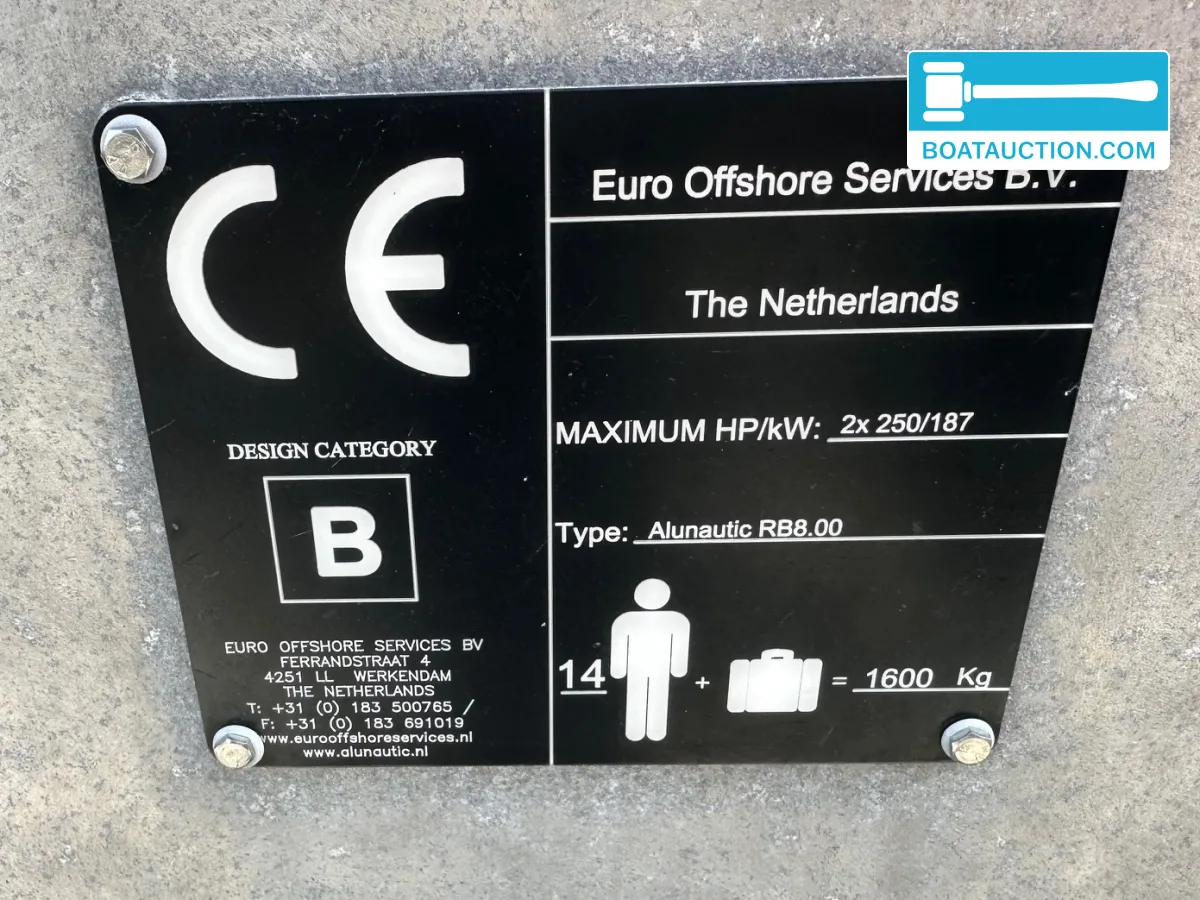 BOATAUCTION.COM
CE
DESIGN CATEGORY
B
EURO OFFSHORE SERVICES BV
FERRANDSTRAAT 4
4251 LL WERKENDAM
THE NETHERLANDS
T: +31 (0) 183 500765 /
F: +31 (0) 183 691019
www.eurooffshoreservices.nl
www.alunautic.nl
Euro Offshore Services B.V.
The Netherlands
MAXIMUM HP/kW: 2x 250/187
Type: Alunautic RB8.00
14 + = 1600 Kg